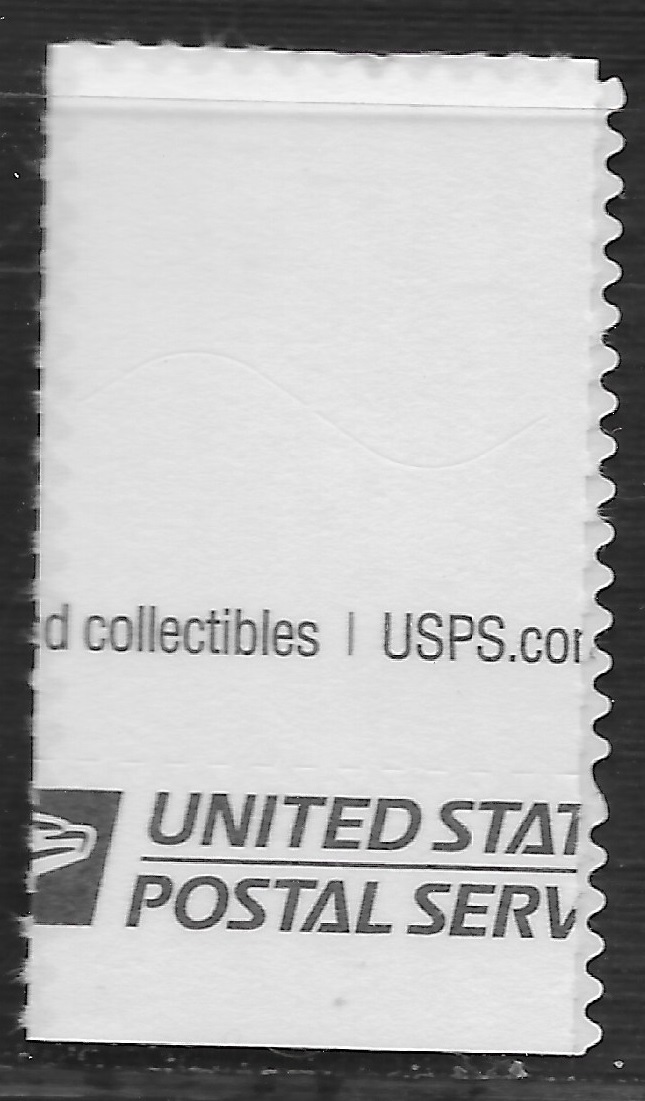 d collectibles | USPS.co
UNITED STAT
POSTAL SERV